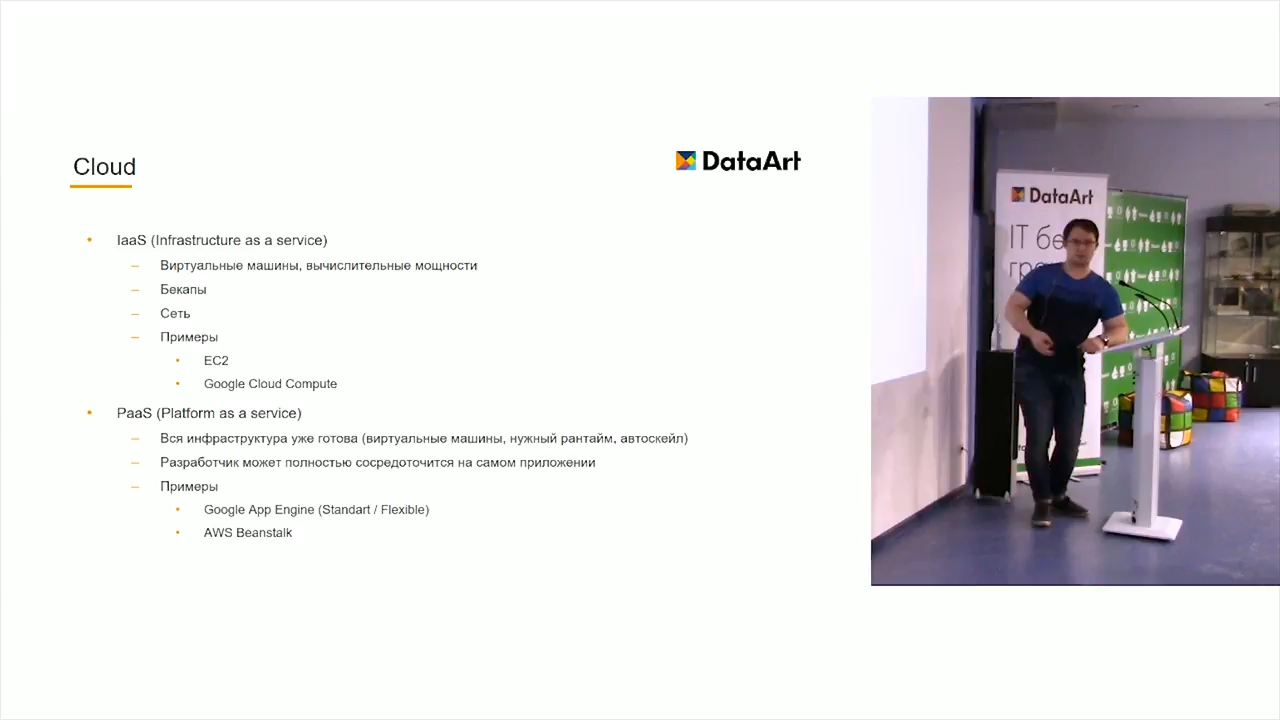 Cloud
DataArt
IaaS (Infrastructure as a service)
Виртуальные машины, вычислительные мощности
Бекапы
Сеть
Примеры
EC2
Google Cloud Compute
PaaS (Platform as a service)
Вся инфраструктура уже готова (виртуальные машины, нужный рантайм, автоскейл)
Разработчик может полностью сосредоточится на самом приложении
Примеры
Google App Engine (Standart / Flexible)
AWS Beanstalk
DataArt
IT бе
гра